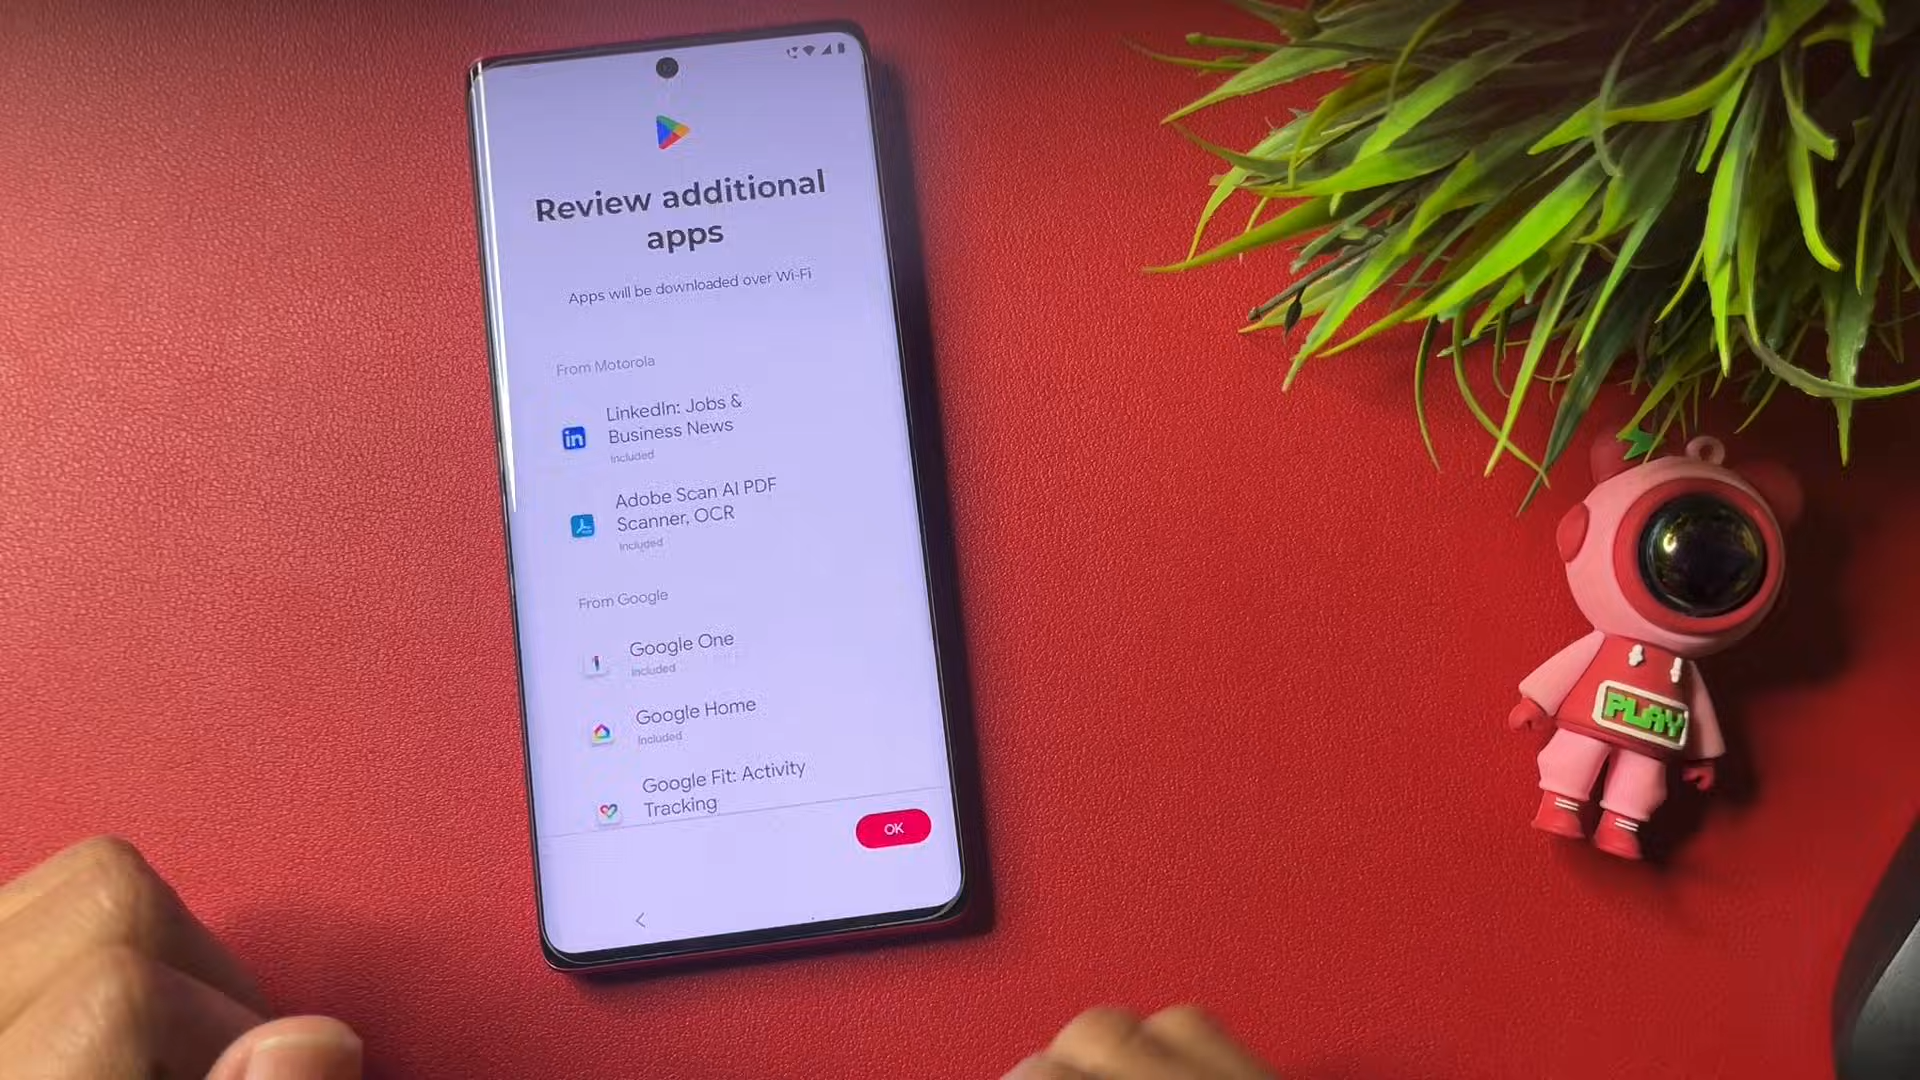 Review additional
apps
Apps will be downloaded over Wi-Fi
From Motorola
LinkedIn: Jobs &
Business News
Included
Adobe Scan AI PDF
Scanner, OCR
Included
From Google
Google One
Included
Google Home
Included
Google Fit: Activity
Tracking
OK
in
PLAY